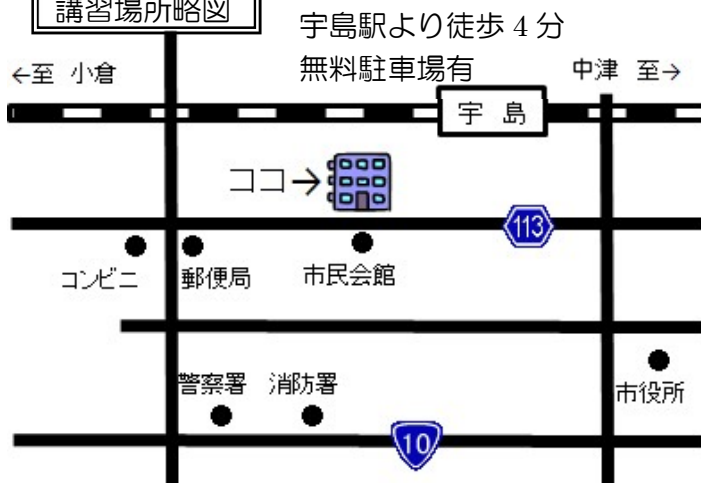 講習場所略図
宇島駅より徒歩4分
無料駐車場有
←至 小倉
中津 至→
宇 島
ココ→
113
コンビニ
郵便局
市民会館
警察署
消防署
市役所
10